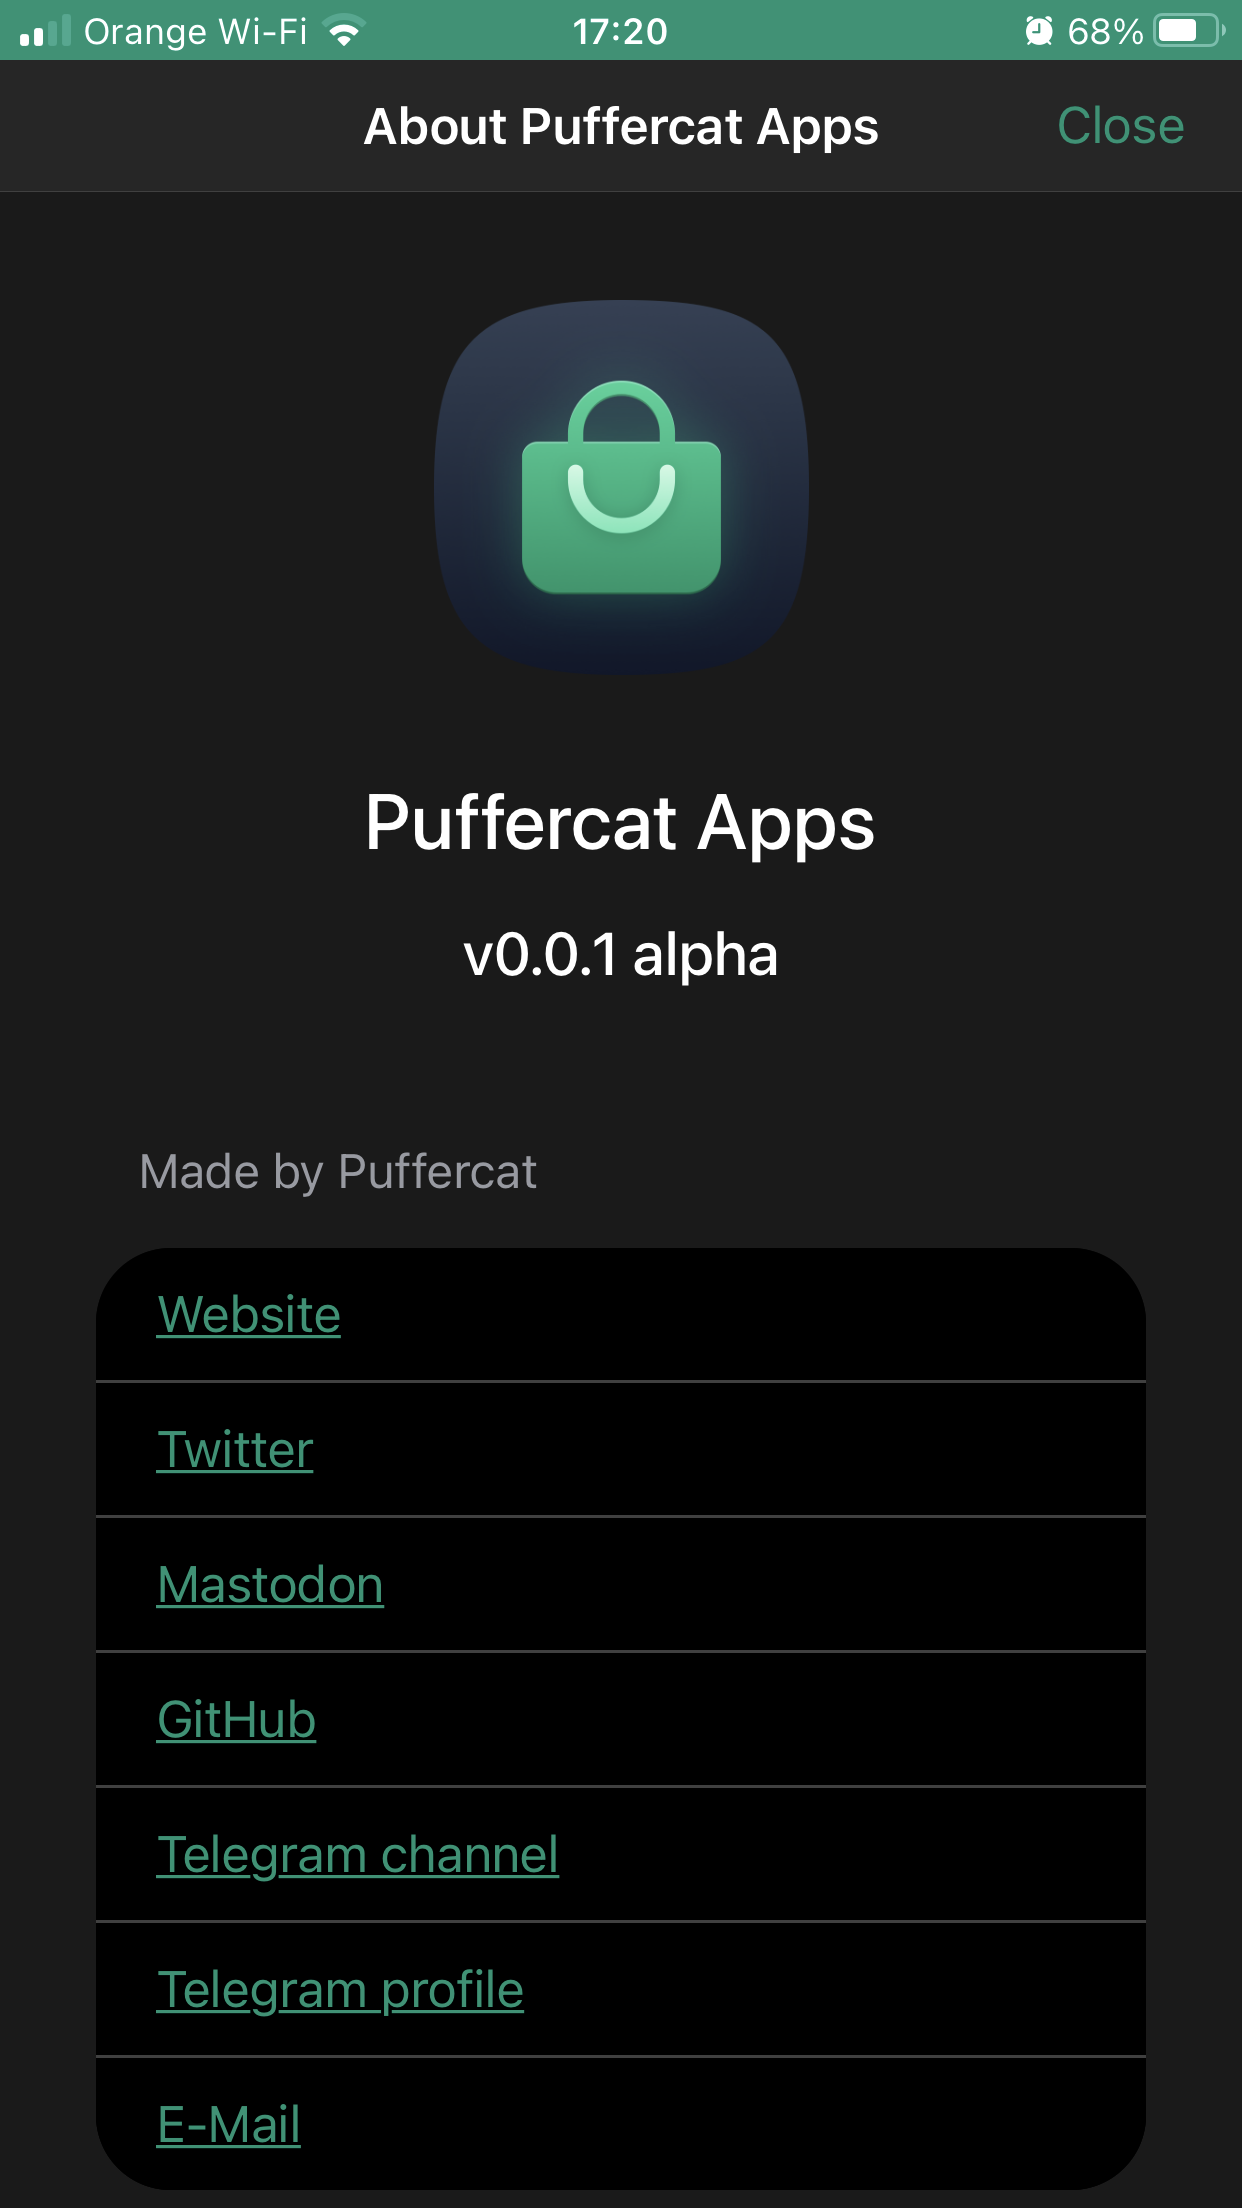 Orange Wi-Fi 17:20 68%
About Puffercat Apps Close
Puffercat Apps
v0.0.1 alpha
Made by Puffercat
Website
Twitter
Mastodon
GitHub
Telegram channel
Telegram profile
E-Mail